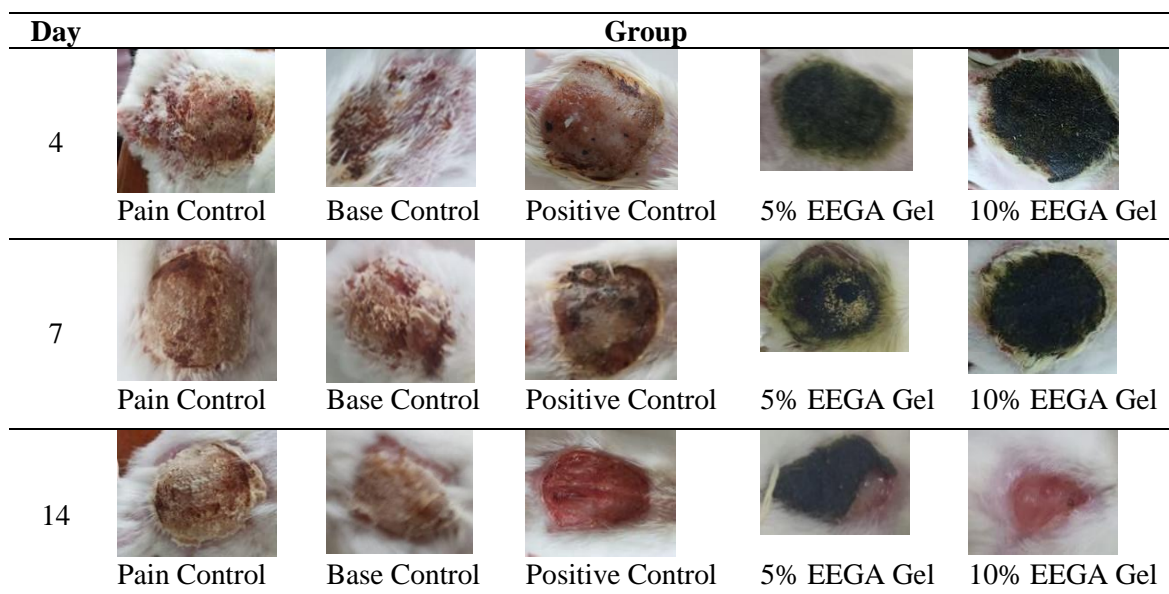 Day Group
4
Pain Control Base Control Positive Control 5% EEGA Gel 10% EEGA Gel
7
Pain Control Base Control Positive Control 5% EEGA Gel 10% EEGA Gel
14
Pain Control Base Control Positive Control 5% EEGA Gel 10% EEGA Gel